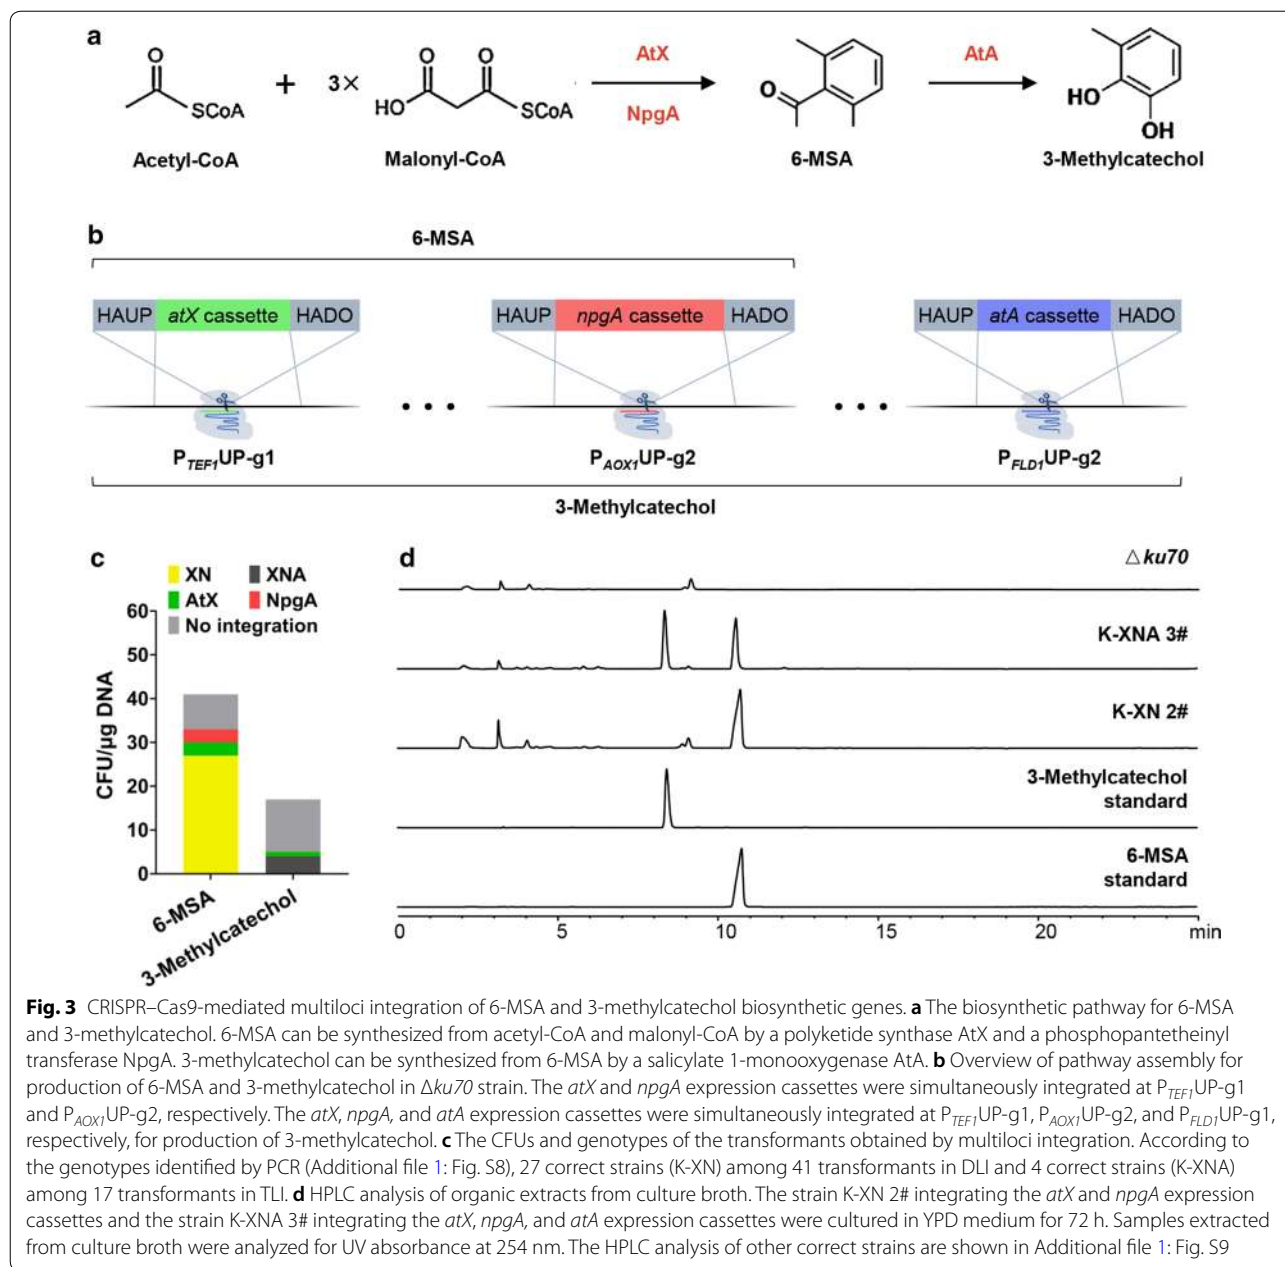 a
O
SCoA
+
3×
O O
HO
SCoA
AtX
NpgA
O
AtA
HO
OH
Acetyl-CoA
Malonyl-CoA
6-MSA
3-Methylcatechol
b
6-MSA
HAUP atX cassette HADO
HAUP npgA cassette HADO
HAUP atA cassette HADO
• • •
• • •
PTEF1UP-g1
PAOX1UP-g2
PFLD1UP-g2
3-Methylcatechol
c
XN
XNA
AtX
NpgA
No integration
CFU/µg DNA
60
50
40
30
20
10
0
6-MSA
3-Methylcatechol
d
△ku70
K-XNA 3#
K-XN 2#
3-Methylcatechol
standard
6-MSA
standard
0 5 10 15 20 min
Fig. 3 CRISPR–Cas9-mediated multiloci integration of 6-MSA and 3-methylcatechol biosynthetic genes. a The biosynthetic pathway for 6-MSA
and 3-methylcatechol. 6-MSA can be synthesized from acetyl-CoA and malonyl-CoA by a polyketide synthase AtX and a phosphopantetheinyl
transferase NpgA. 3-methylcatechol can be synthesized from 6-MSA by a salicylate 1-monooxygenase AtA. b Overview of pathway assembly for
production of 6-MSA and 3-methylcatechol in Δku70 strain. The atX and npgA expression cassettes were simultaneously integrated at PTEF1UP-g1
and PAOX1UP-g2, respectively. The atX, npgA, and atA expression cassettes were simultaneously integrated at PTEF1UP-g1, PAOX1UP-g2, and PFLD1UP-g1,
respectively, for production of 3-methylcatechol. c The CFUs and genotypes of the transformants obtained by multiloci integration. According to
the genotypes identified by PCR (Additional file 1: Fig. S8), 27 correct strains (K-XN) among 41 transformants in DLI and 4 correct strains (K-XNA)
among 17 transformants in TLI. d HPLC analysis of organic extracts from culture broth. The strain K-XN 2# integrating the atX and npgA expression
cassettes and the strain K-XNA 3# integrating the atX, npgA, and atA expression cassettes were cultured in YPD medium for 72 h. Samples extracted
from culture broth were analyzed for UV absorbance at 254 nm. The HPLC analysis of other correct strains are shown in Additional file 1: Fig. S9